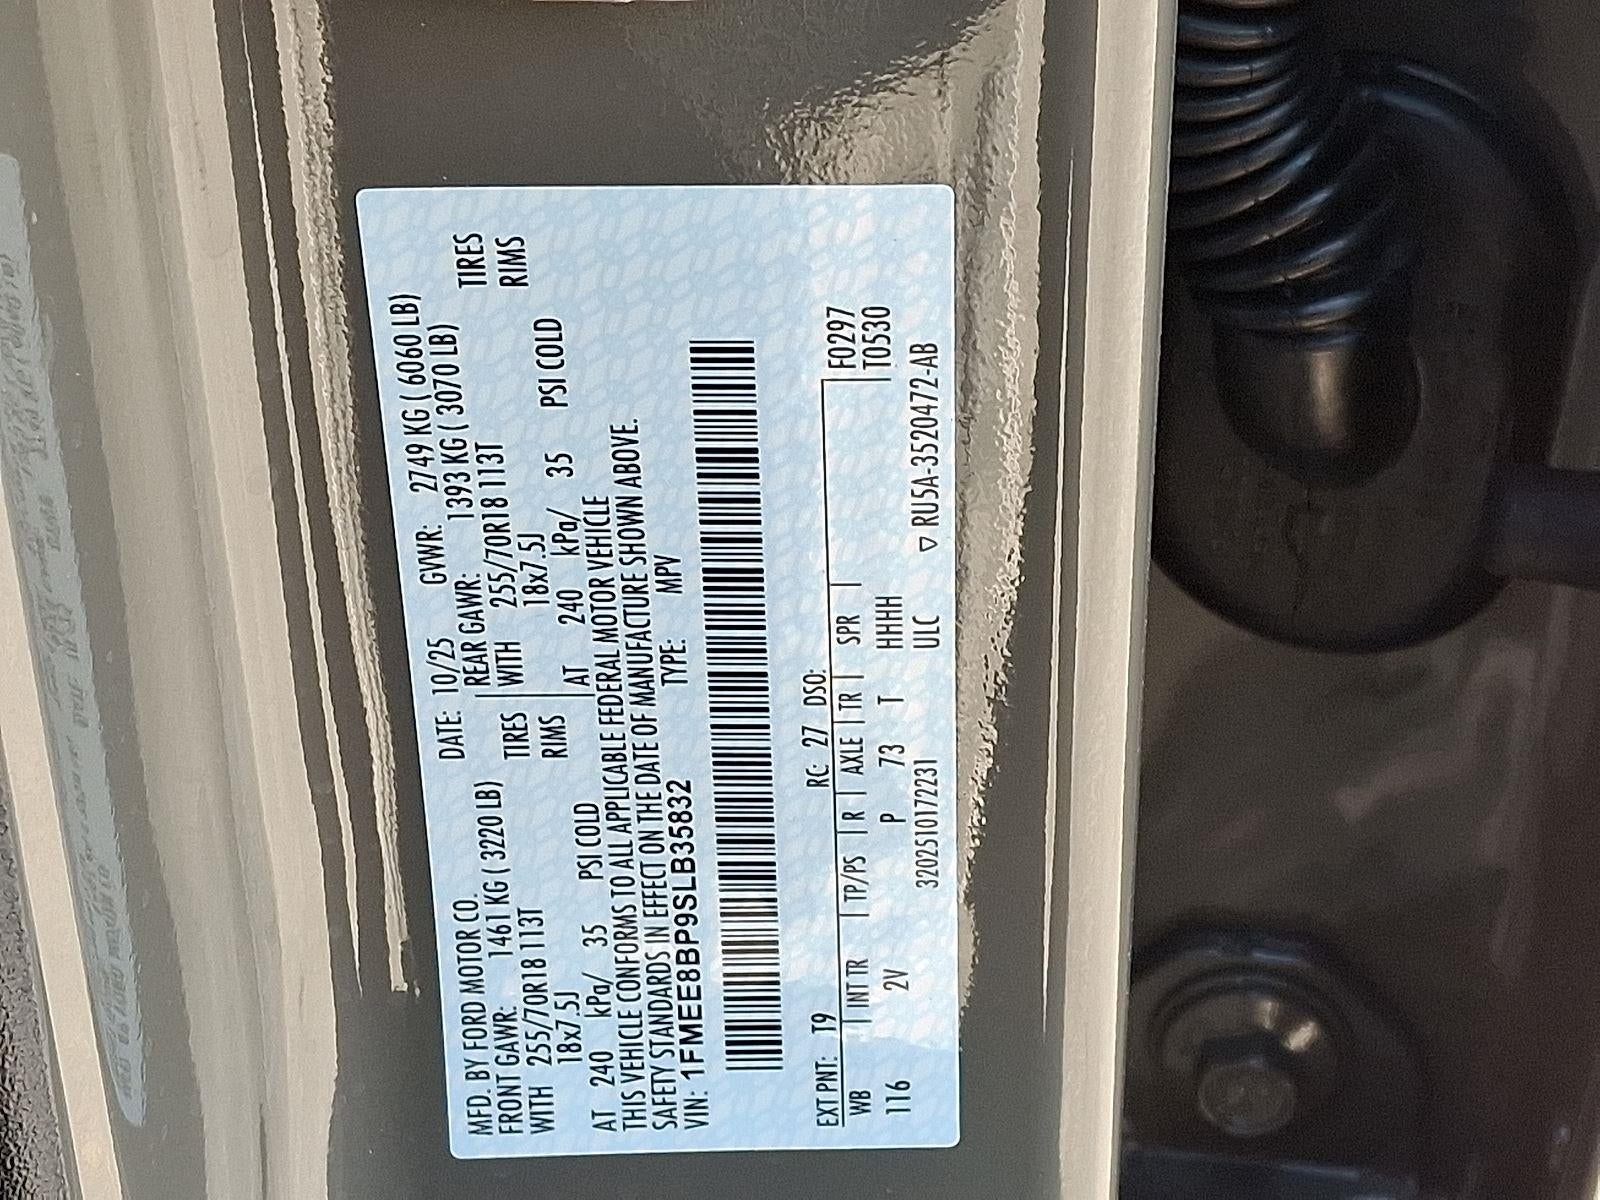 MFD. BY FORD MOTOR CO.
DATE: 10/25 GVWR: 2749 KG ( 6060 LB)
FRONT GAWR: 1461 KG ( 3220 LB)
REAR GAWR: 1393 KG ( 3070 LB)
WITH 255/70R18 113T TIRES
WITH 255/70R18 113T TIRES
18x7.5J RIMS
18x7.5J RIMS
AT 240 kPa/ 35 PSI COLD
AT 240 kPa/ 35 PSI COLD
THIS VEHICLE CONFORMS TO ALL APPLICABLE FEDERAL MOTOR VEHICLE
SAFETY STANDARDS IN EFFECT ON THE DATE OF MANUFACTURE SHOWN ABOVE.
VIN: 1FMEE8BP9SLB35832 TYPE: MPV
EXT PNT: T9 RC: 27 DSO: F0297
WB INT TR TP/PS R AXLE TR SPR T0530
116 2V P 73 T HHHH
320251017223​1 ULC ▽ RU5A-3520472-AB